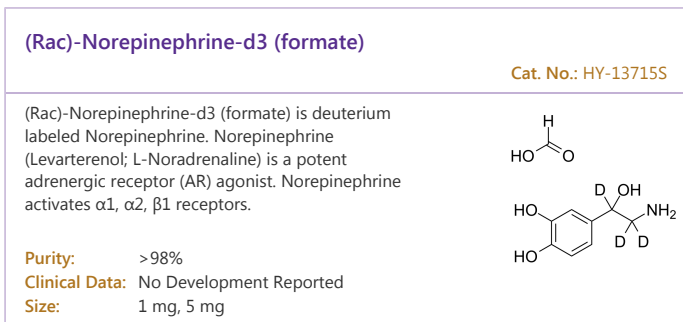 (Rac)-Norepinephrine-d3 (formate)
Cat. No.: HY-13715S
(Rac)-Norepinephrine-d3 (formate) is deuterium
labeled Norepinephrine. Norepinephrine
(Levarterenol; L-Noradrenaline) is a potent
adrenergic receptor (AR) agonist. Norepinephrine
activates α1, α2, β1 receptors.
H
HO O
D OH
HO NH2
D D
HO
Purity: >98%
Clinical Data: No Development Reported
Size: 1 mg, 5 mg